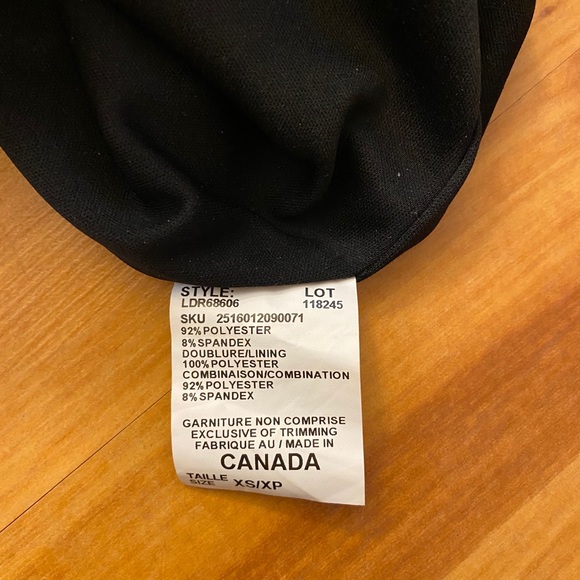 STYLE: LOT
LDR68606 118245
SKU 2516012090071
92% POLYESTER
8% SPANDEX
DOUBLURE/LINING
100% POLYESTER
COMBINAISON/COMBINATION
92% POLYESTER
8% SPANDEX
GARNITURE NON COMPRISE
EXCLUSIVE OF TRIMMING
FABRIQUE AU / MADE IN
CANADA
TAILLE
SIZE XS/XP